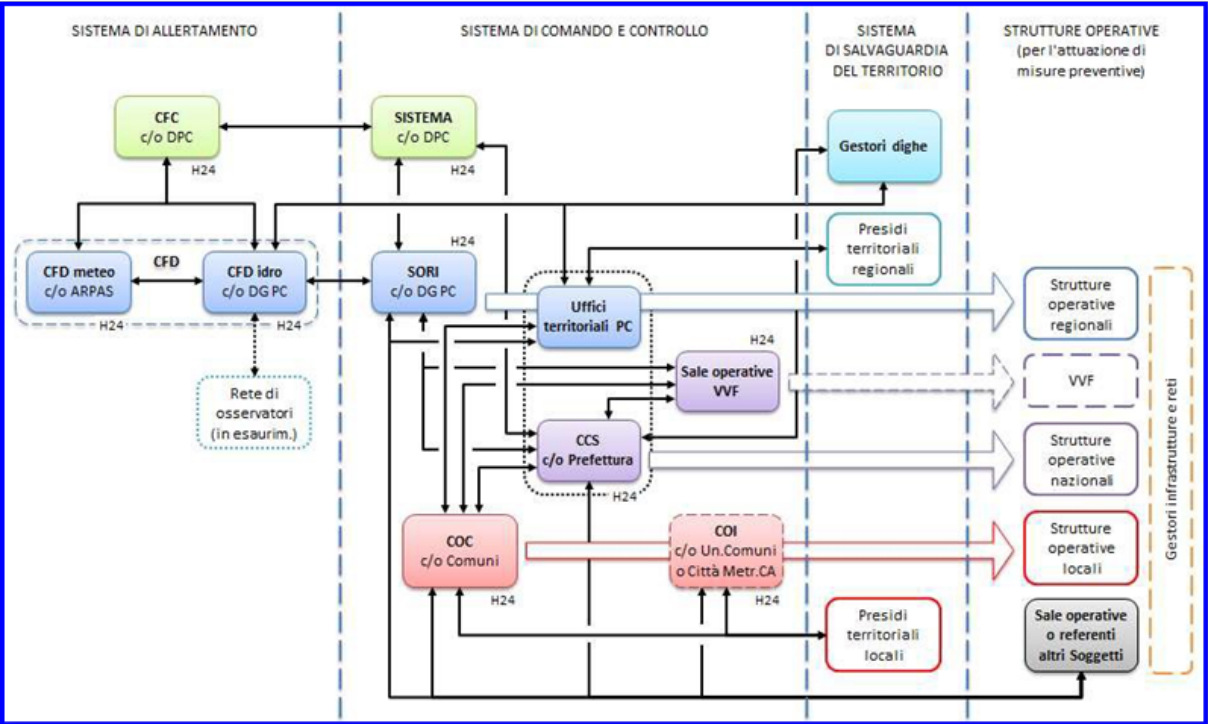 SISTEMA DI ALLERTAMENTO
SISTEMA DI COMANDO E CONTROLLO
SISTEMA
DI SALVAGUARDIA
DEL TERRITORIO
STRUTTURE OPERATIVE
(per l'attuazione di
misure preventive)
CFC
c/o DPC
H24
SISTEMA
c/o DPC
H24
Gestori dighe
CFD meteo
c/o ARPAS
H24
CFD
CFD idro
c/o DG PC
H24
H24
SORI
c/o DG PC
Presidi
territoriali
regionali
Uffici
territoriali PC
Strutture
operative
regionali
Rete di
osservatori
(in esaurim.)
H24
Sale operative
VVF
VVF
CCS
c/o Prefettura
H24
Strutture
operative
nazionali
Gestori infrastrutture e reti
COC
c/o Comuni
H24
COI
c/o Un.Comuni
o Città Metr.CA
H24
Strutture
operative
locali
Presidi
territoriali
locali
Sale operative
o referenti
altri Soggetti